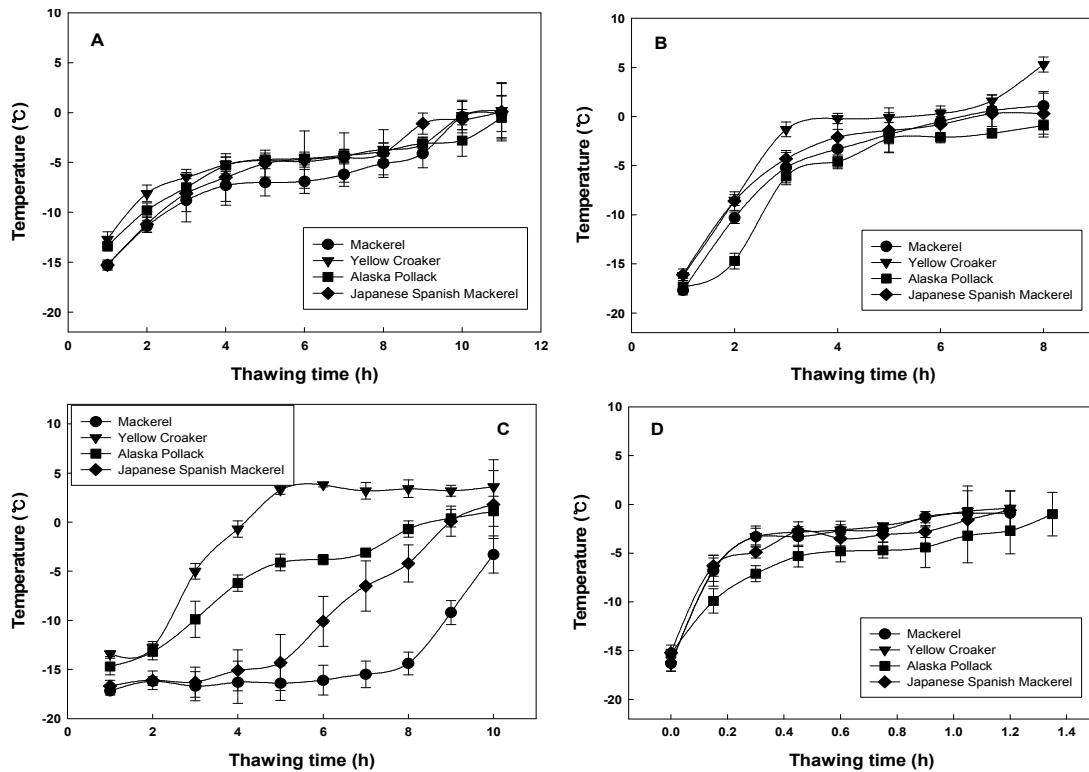 A
Temperature (℃)
10
5
0
-5
-10
-15
-20
Mackerel
Yellow Croaker
Alaska Pollack
Japanese Spanish Mackerel
0 2 4 6 8 10 12
Thawing time (h)
B
Temperature (℃)
10
5
0
-5
-10
-15
-20
Mackerel
Yellow Croaker
Alaska Pollack
Japanese Spanish Mackerel
0 2 4 6 8
Thawing time (h)
C
Temperature (℃)
10
5
0
-5
-10
-15
-20
Mackerel
Yellow Croaker
Alaska Pollack
Japanese Spanish Mackerel
0 2 4 6 8 10
Thawing time (h)
D
Temperature (℃)
10
5
0
-5
-10
-15
-20
Mackerel
Yellow Croaker
Alaska Pollack
Japanese Spanish Mackerel
0.0 0.2 0.4 0.6 0.8 1.0 1.2 1.4
Thawing time (h)